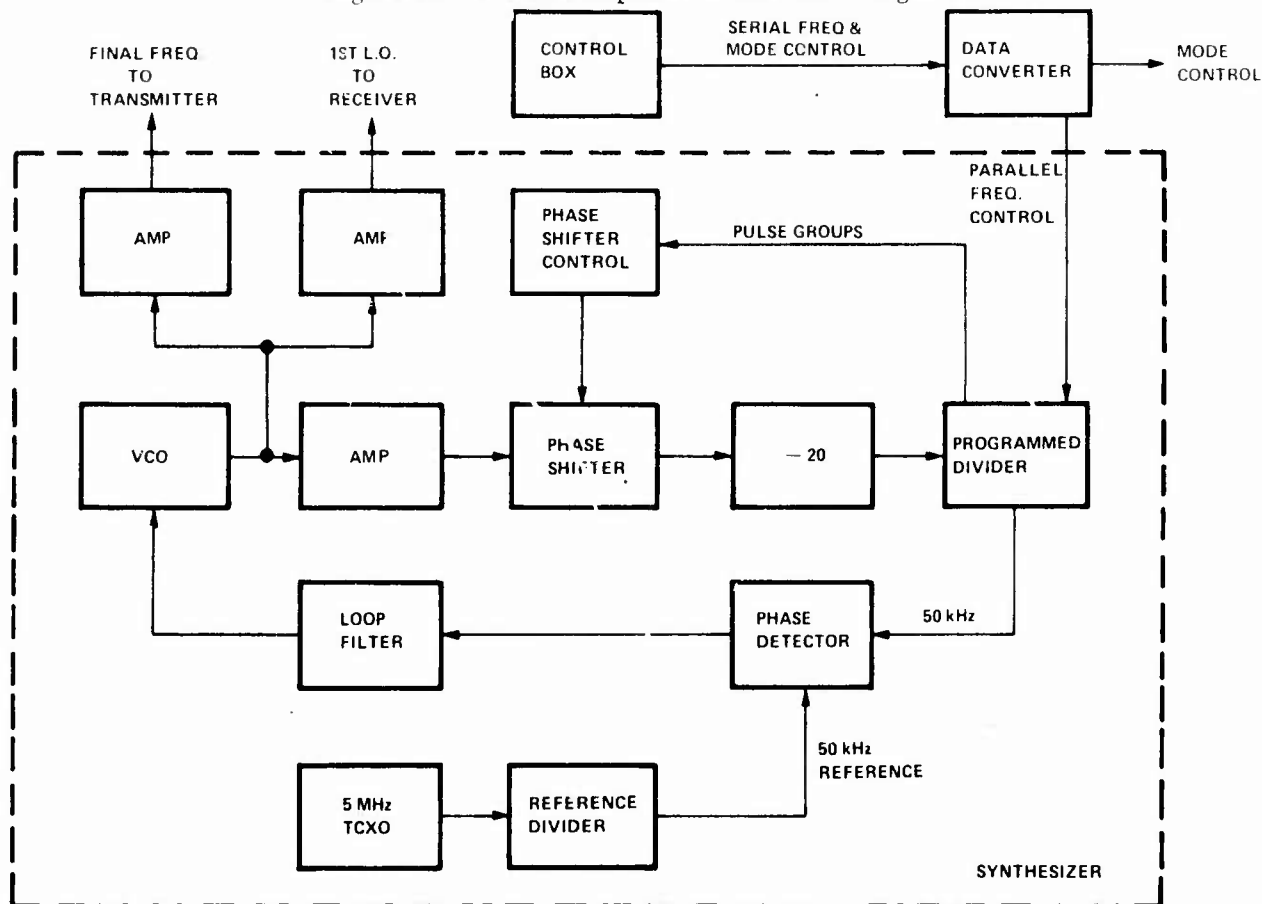 FINAL FREQ
TO
TRANSMITTER
1ST L.O.
TO
RECEIVER
CONTROL
BOX
SERIAL FREQ &
MODE CONTROL
DATA
CONVERTER
MODE
CONTROL
AMP
AMP
PHASE
SHIFTER
CONTROL
PULSE GROUPS
PARALLEL
FREQ.
CONTROL
VCO
AMP
PHASE
SHIFTER
— 20
PROGRAMMED
DIVIDER
LOOP
FILTER
PHASE
DETECTOR
50 kHz
50 kHz
REFERENCE
5 MHz
TCXO
REFERENCE
DIVIDER
SYNTHESIZER